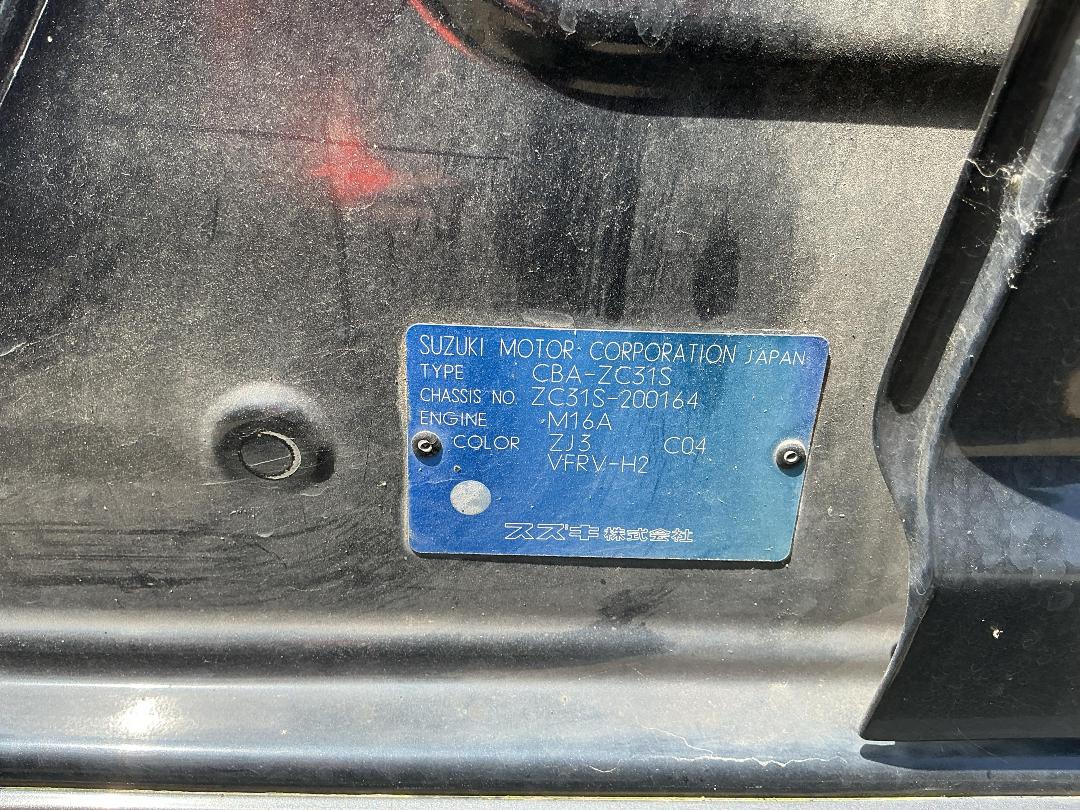 SUZUKI MOTOR CORPORATION JAPAN
TYPE CBA-ZC31S
CHASSIS NO. ZC31S-200164
ENGINE M16A
COLOR ZJ3 C04
VFRV-H2
スズキ株式会社